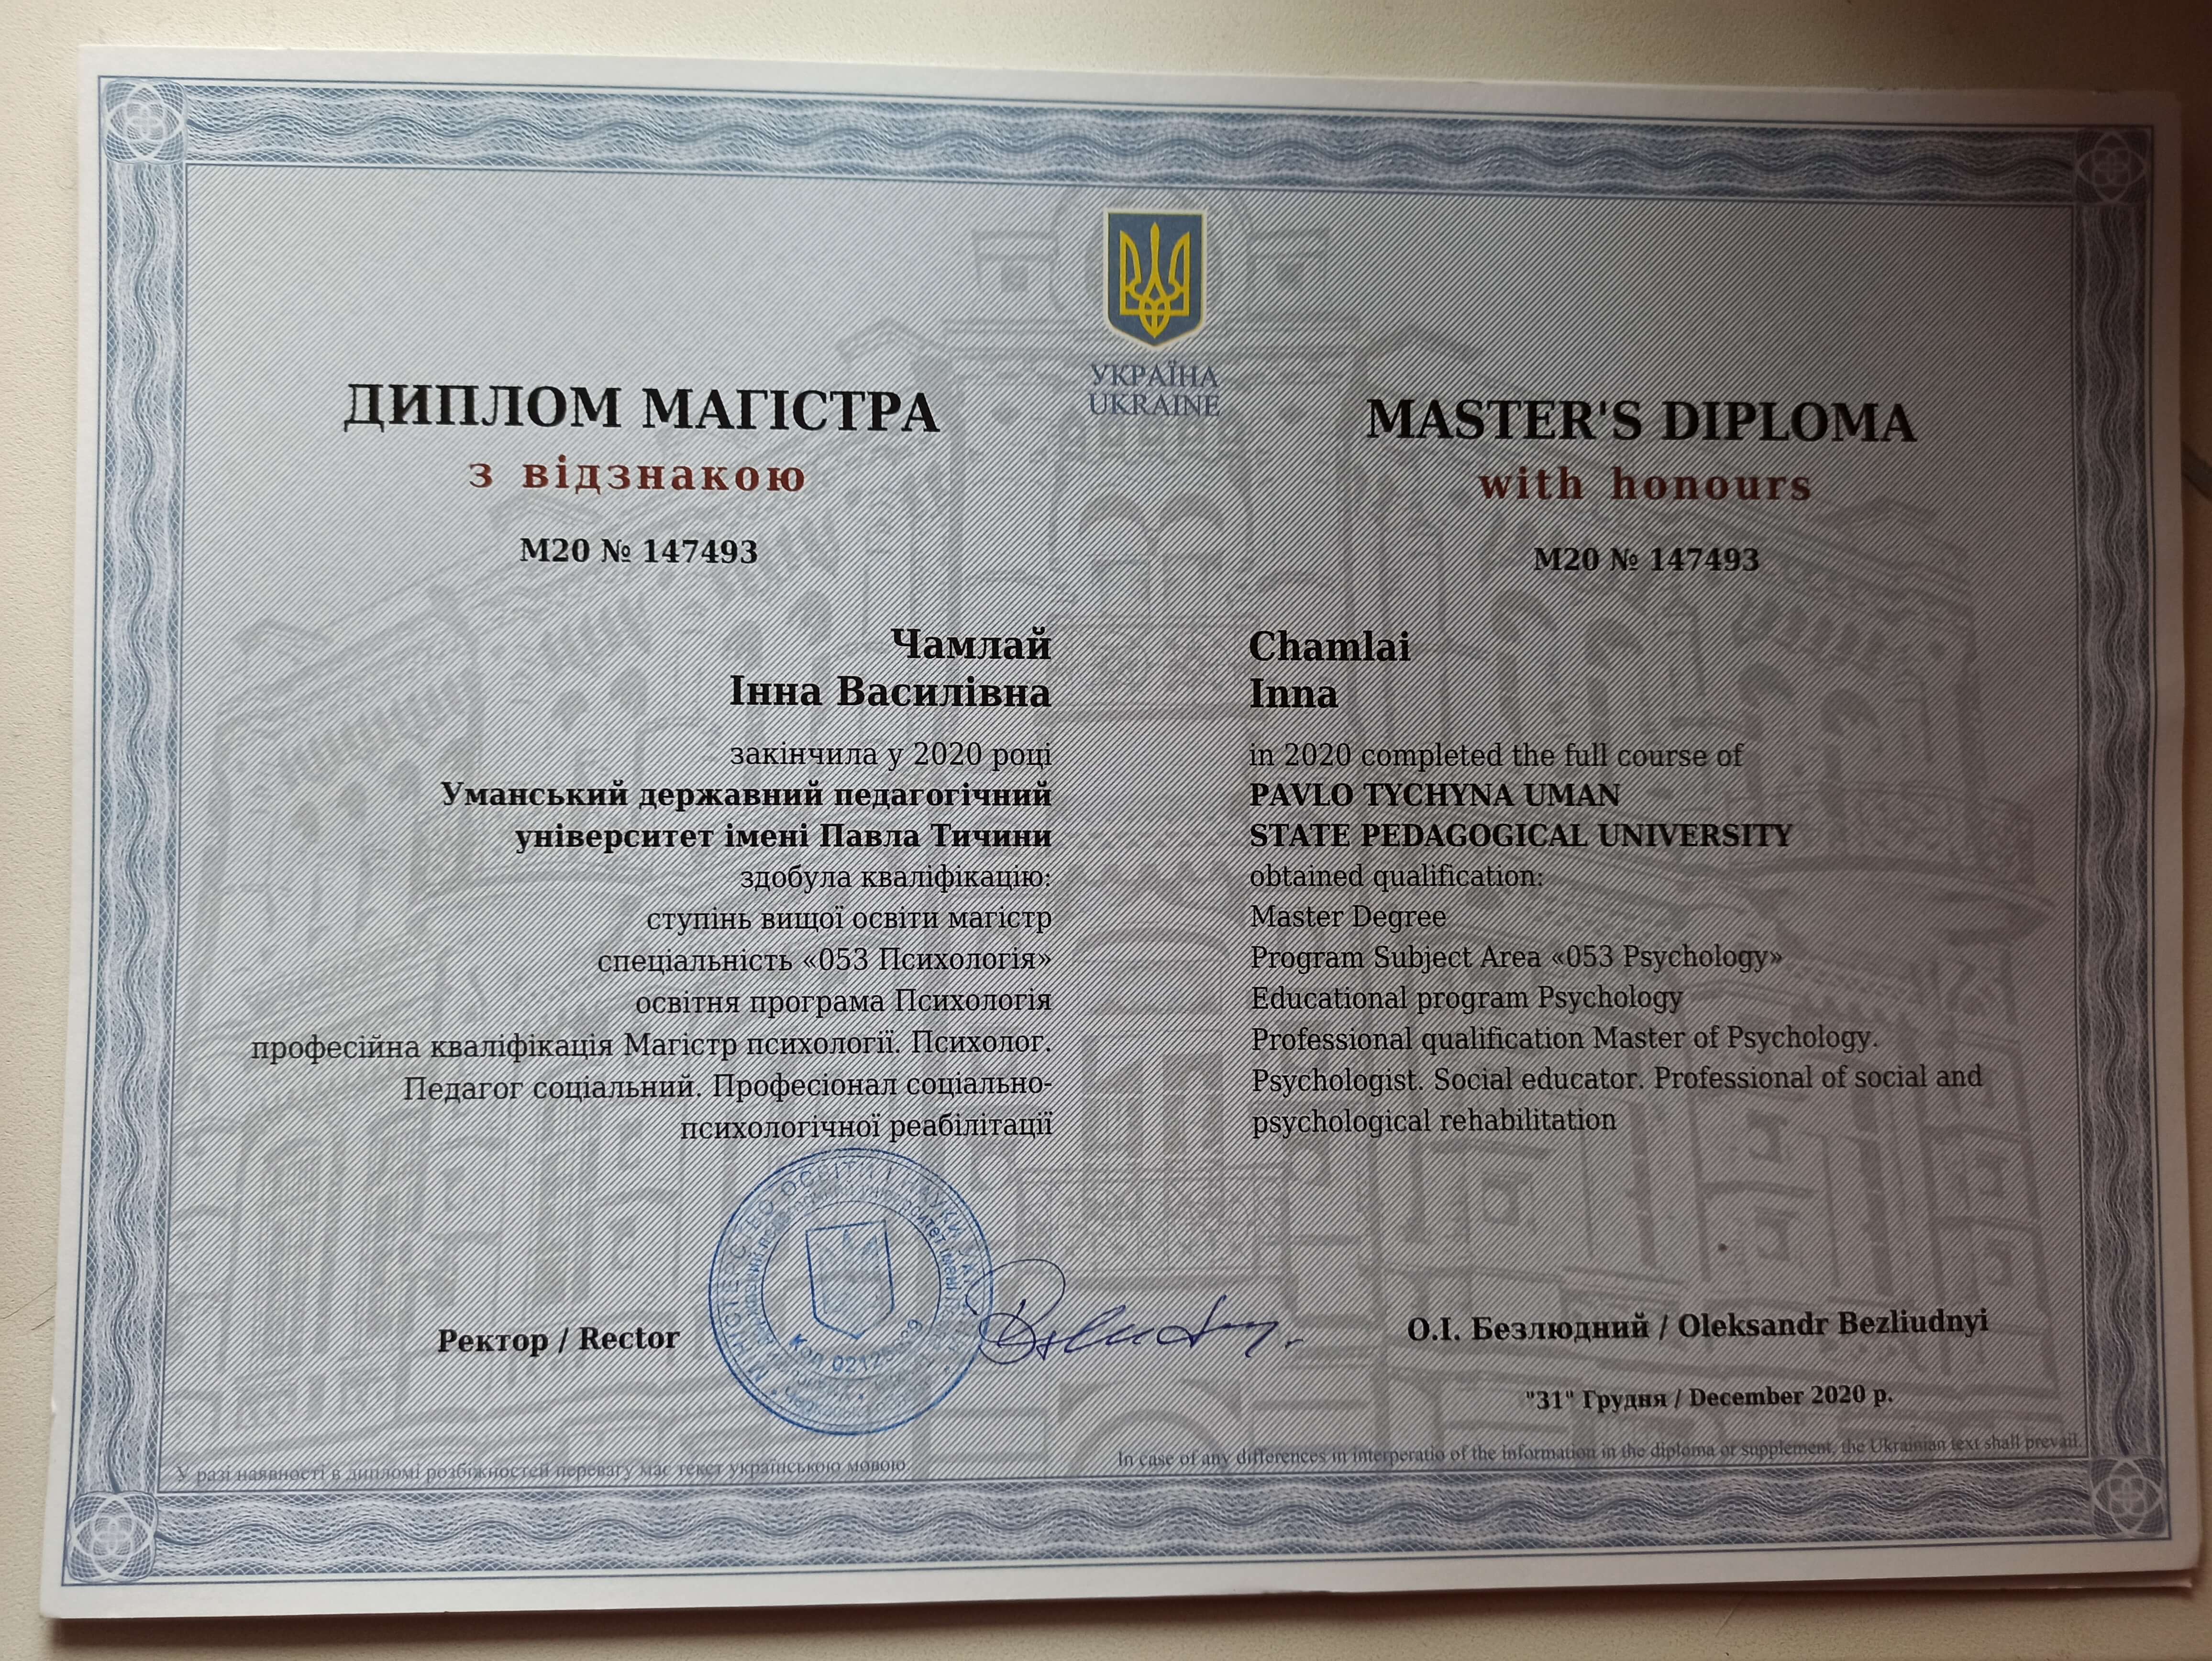 УКРАЇНА
UKRAINE
ДИПЛОМ МАГІСТРА
з відзнакою
М20 № 147493
Чамлай
Інна Василівна
закінчила у 2020 році
Уманський державний педагогічний
університет імені Павла Тичини
здобула кваліфікацію:
ступінь вищої освіти магістр
спеціальність «053 Психологія»
освітня програма Психологія
професійна кваліфікація Магістр психології. Психолог.
Педагог соціальний. Професіонал соціально-
психологічної реабілітації
MASTER'S DIPLOMA
with honours
M20 № 147493
Chamlai
Inna
in 2020 completed the full course of
PAVLO TYCHYNA UMAN
STATE PEDAGOGICAL UNIVERSITY
obtained qualification:
Master Degree
Program Subject Area «053 Psychology»
Educational program Psychology
Professional qualification Master of Psychology.
Psychologist. Social educator. Professional of social and
psychological rehabilitation
Ректор / Rector
МІНІСТЕРСТВО ОСВІТИ І НАУКИ
О.І. Безлюдний / Oleksandr Bezliudnyi
"31" Грудня / December 2020 р.
У разі наявності в дипломі розбіжностей перевагу має текст українською мовою.
In case of any differences in interperatio of the information in the diploma or supplement, the Ukrainian text shall prevail.